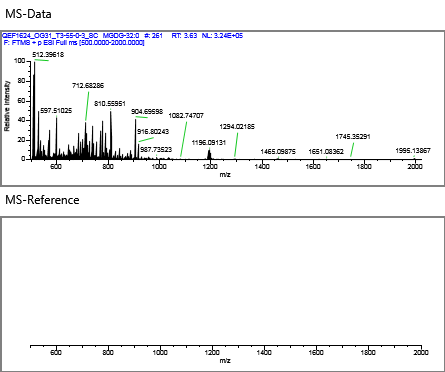 MS-Data
QEF1624_OG31_T3-55-0-3_SC MGDG-32:0 #: 261 RT: 3.63 NL: 3.24E+05
F: FTMS + p ESI Full ms [500.0000-2000.0000]
512.39618
100
712.68286
80
597.51025 810.55951
904.69598 1082.74707
60
1294.02185
916.80243
1745.35291
40
1196.09131
987.73523
20
1465.09875 1651.08362 1995.13867
0
600 800 1000 1200 1400 1600 1800 2000
m/z
Relative Intensity
MS-Reference
600 800 1000 1200 1400 1600 1800 2000
m/z